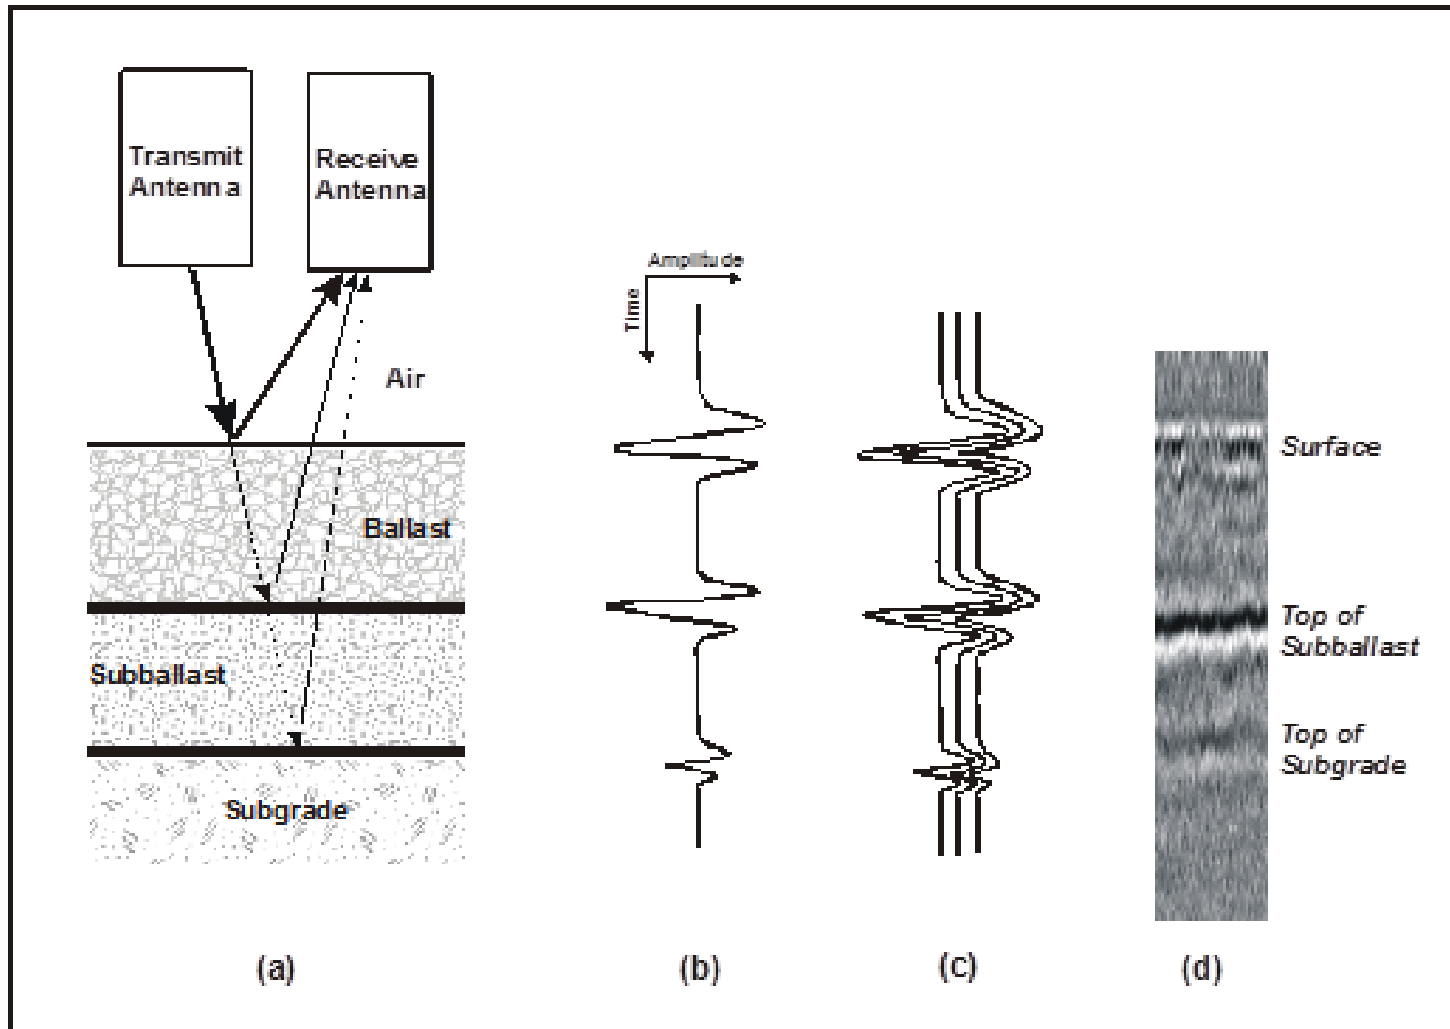 Transmit
Antenna
Receive
Antenna
Air
Ballast
Subballast
Subgrade
(a)
Amplitude
Time
(b)
(c)
Surface
Top of
Subballast
Top of
Subgrade
(d)